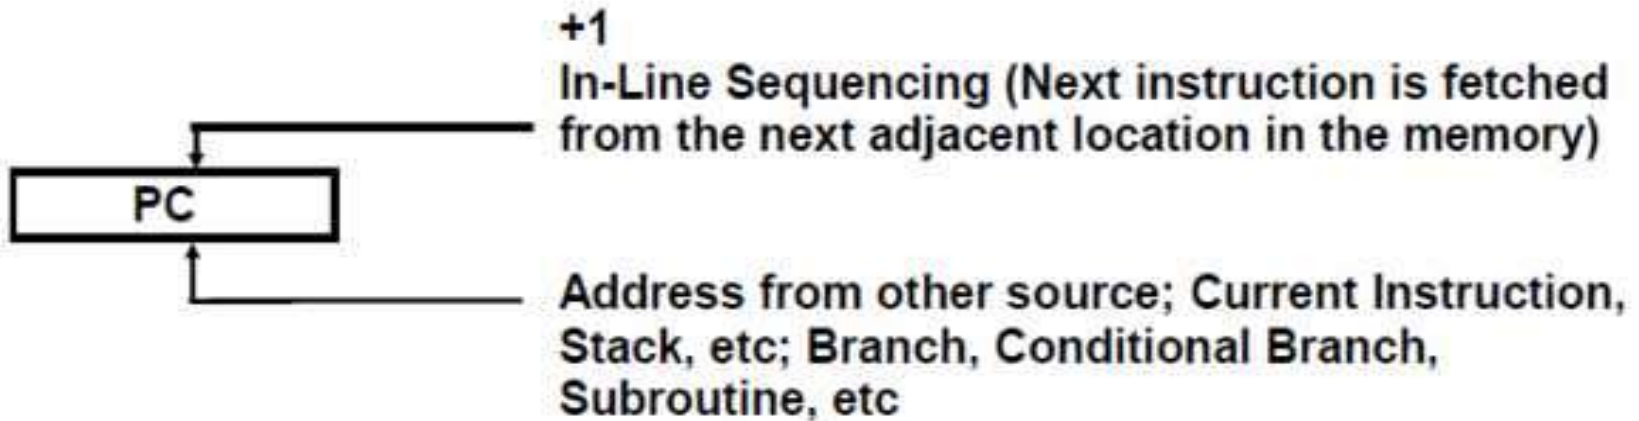 +1
In-Line Sequencing (Next instruction is fetched
from the next adjacent location in the memory)
PC
Address from other source; Current Instruction,
Stack, etc; Branch, Conditional Branch,
Subroutine, etc